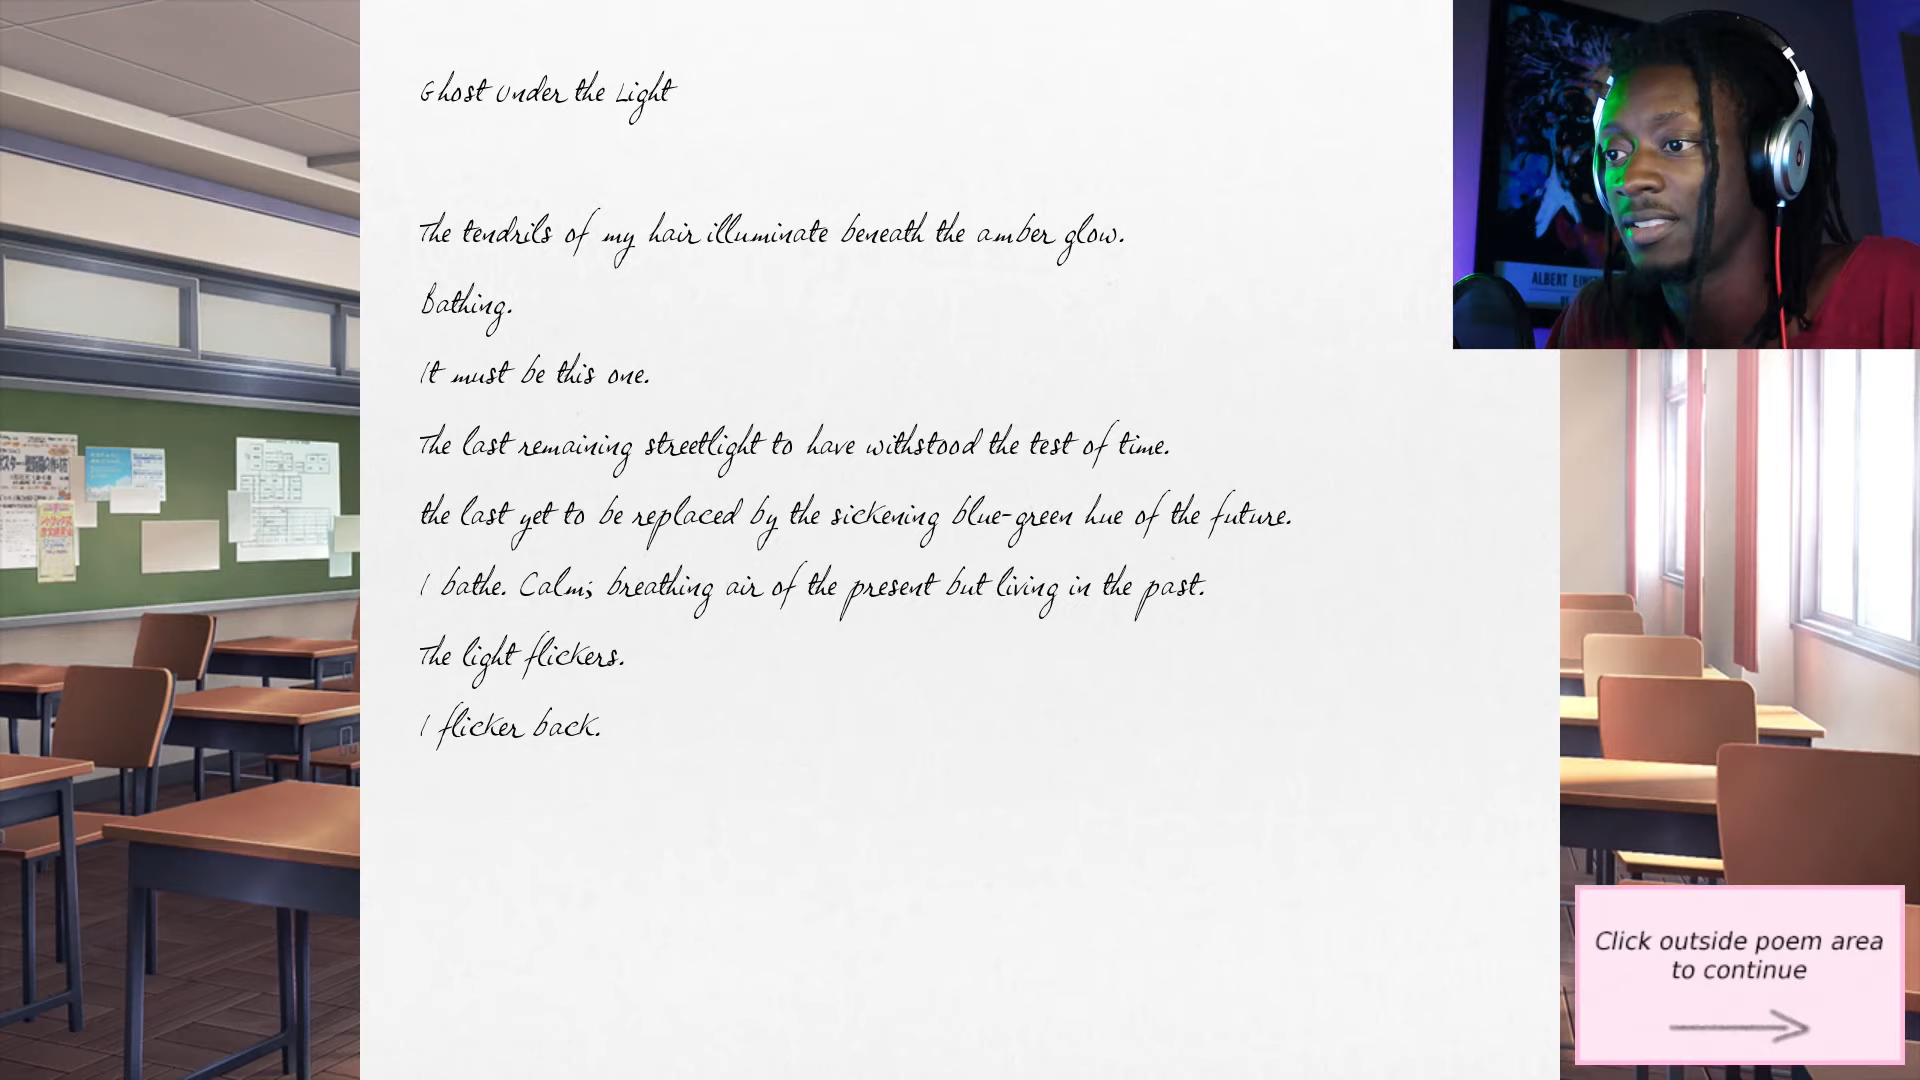 Ghost Under the Light
The tendrils of my hair illuminate beneath the amber glow.
Bathing.
It must be this one.
The last remaining streetlight to have withstood the test of time.
the last yet to be replaced by the sickening blue-green hue of the future.
I bathe. Calm; breathing air of the present but living in the past.
The light flickers.
I flicker back.
ALBERT
Click outside poem area
to continue